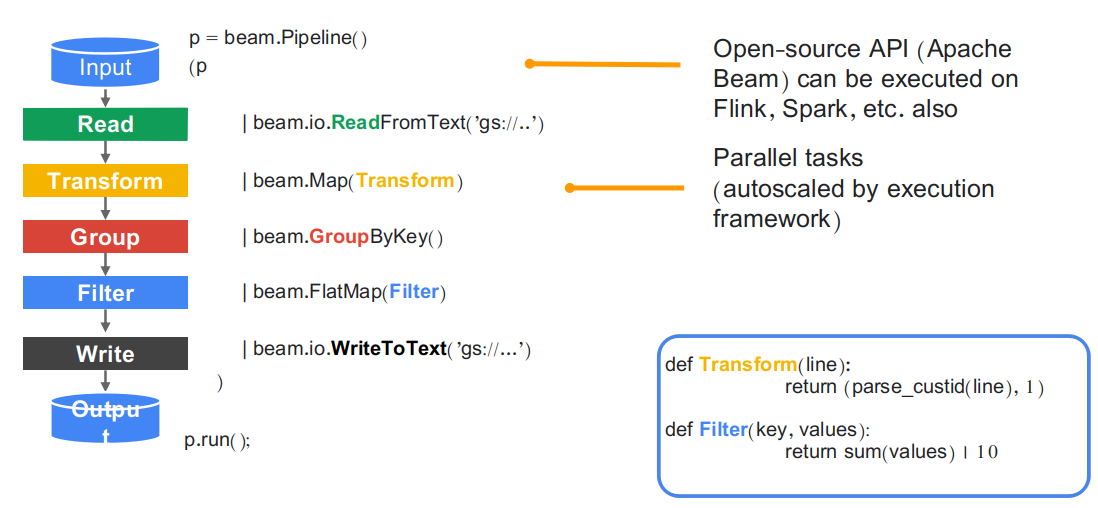 Input
Read
Transform
Group
Filter
Write
Outpu
t
p = beam.Pipeline()
(p
| beam.io.ReadFromText('gs://..')
| beam.Map(Transform)
| beam.GroupByKey()
| beam.FlatMap(Filter)
| beam.io.WriteToText('gs://...')
)
p.run();
Open-source API (Apache
Beam) can be executed on
Flink, Spark, etc. also
Parallel tasks
(autoscaled by execution
framework)
def Transform(line):
return (parse_custid(line), 1)
def Filter(key, values):
return sum(values) | 10